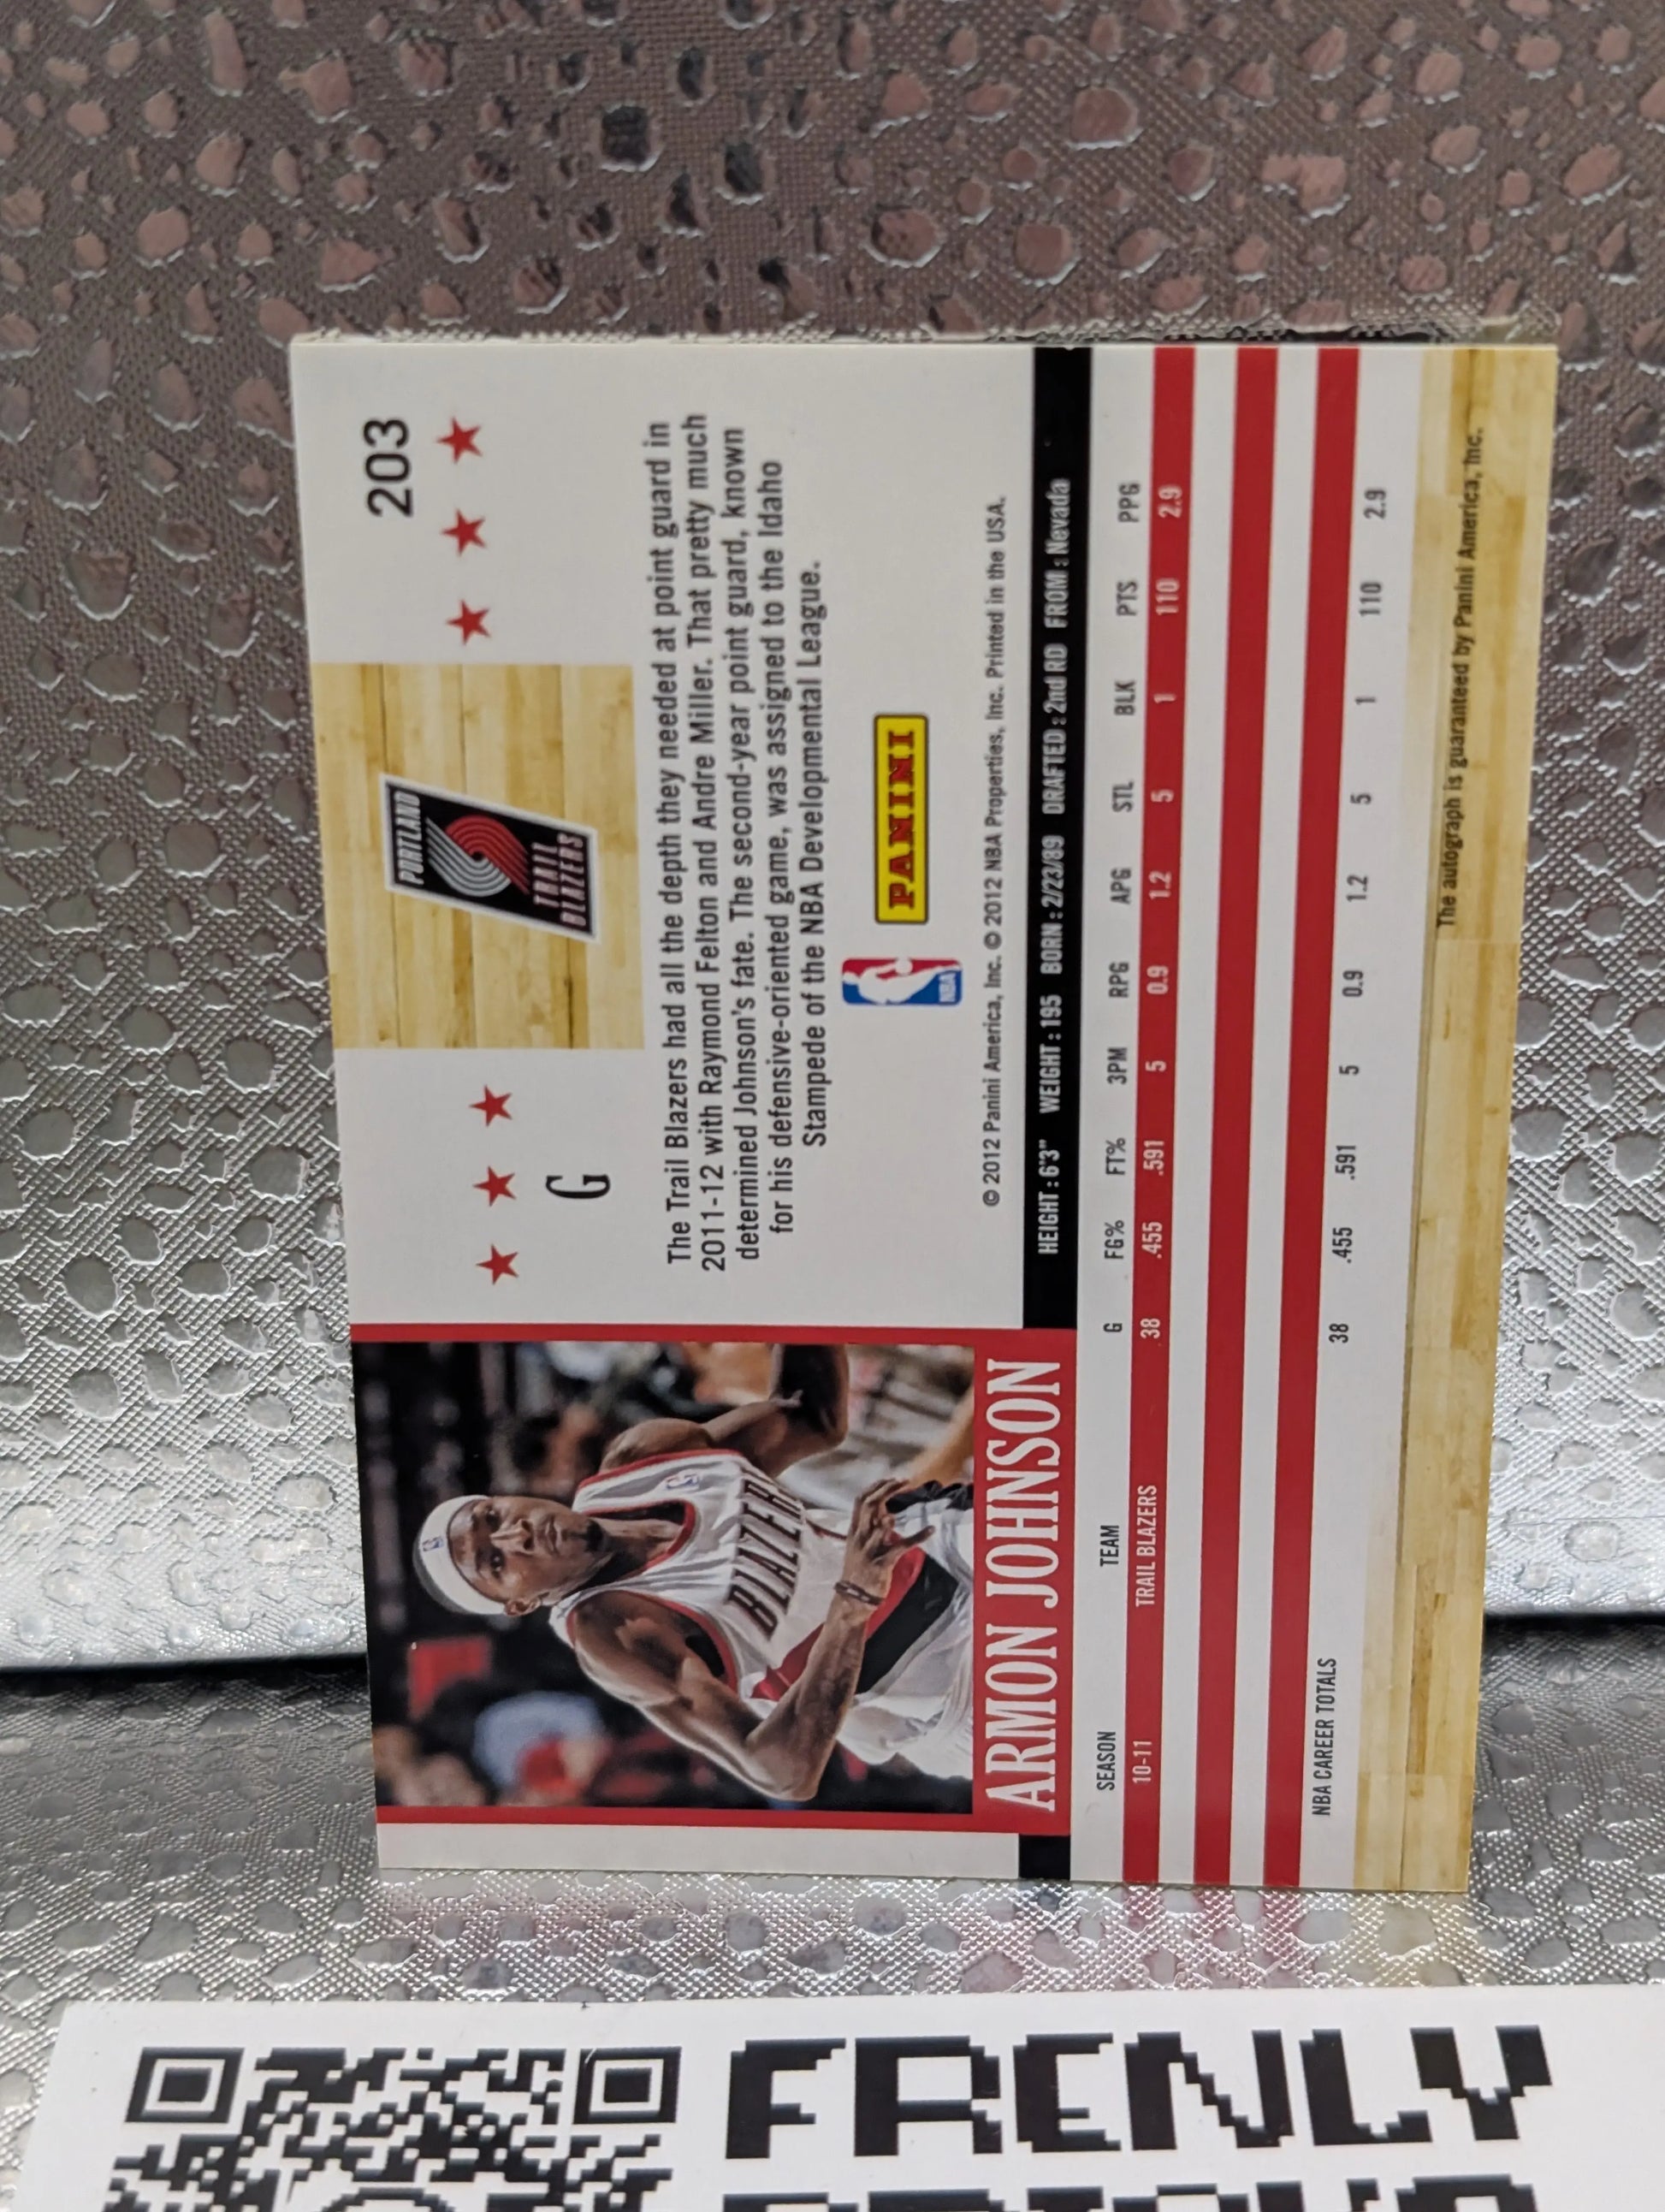 203
PORTLAND
TRAIL
BLAZERS
G
The Trail Blazers had all the depth they needed at point guard in
2011-12 with Raymond Felton and Andre Miller. That pretty much
determined Johnson's fate. The second-year point guard, known
for his defensive-oriented game, was assigned to the Idaho
Stampede of the NBA Developmental League.
NBA
PANINI
© 2012 Panini America, Inc. © 2012 NBA Properties, Inc. Printed in the USA.
BLAZERS
ARMON JOHNSON
HEIGHT : 6'3" WEIGHT : 195 BORN : 2/23/89 DRAFTED : 2nd RD FROM : Nevada
SEASON TEAM G FG% FT% 3PM RPG APG STL BLK PTS PPG
10-11 TRAIL BLAZERS 38 .455 .591 5 0.9 1.2 5 1 110 2.9
NBA CAREER TOTALS 38 .455 .591 5 0.9 1.2 5 1 110 2.9
The autograph is guaranteed by Panini America, Inc.
FRENLY